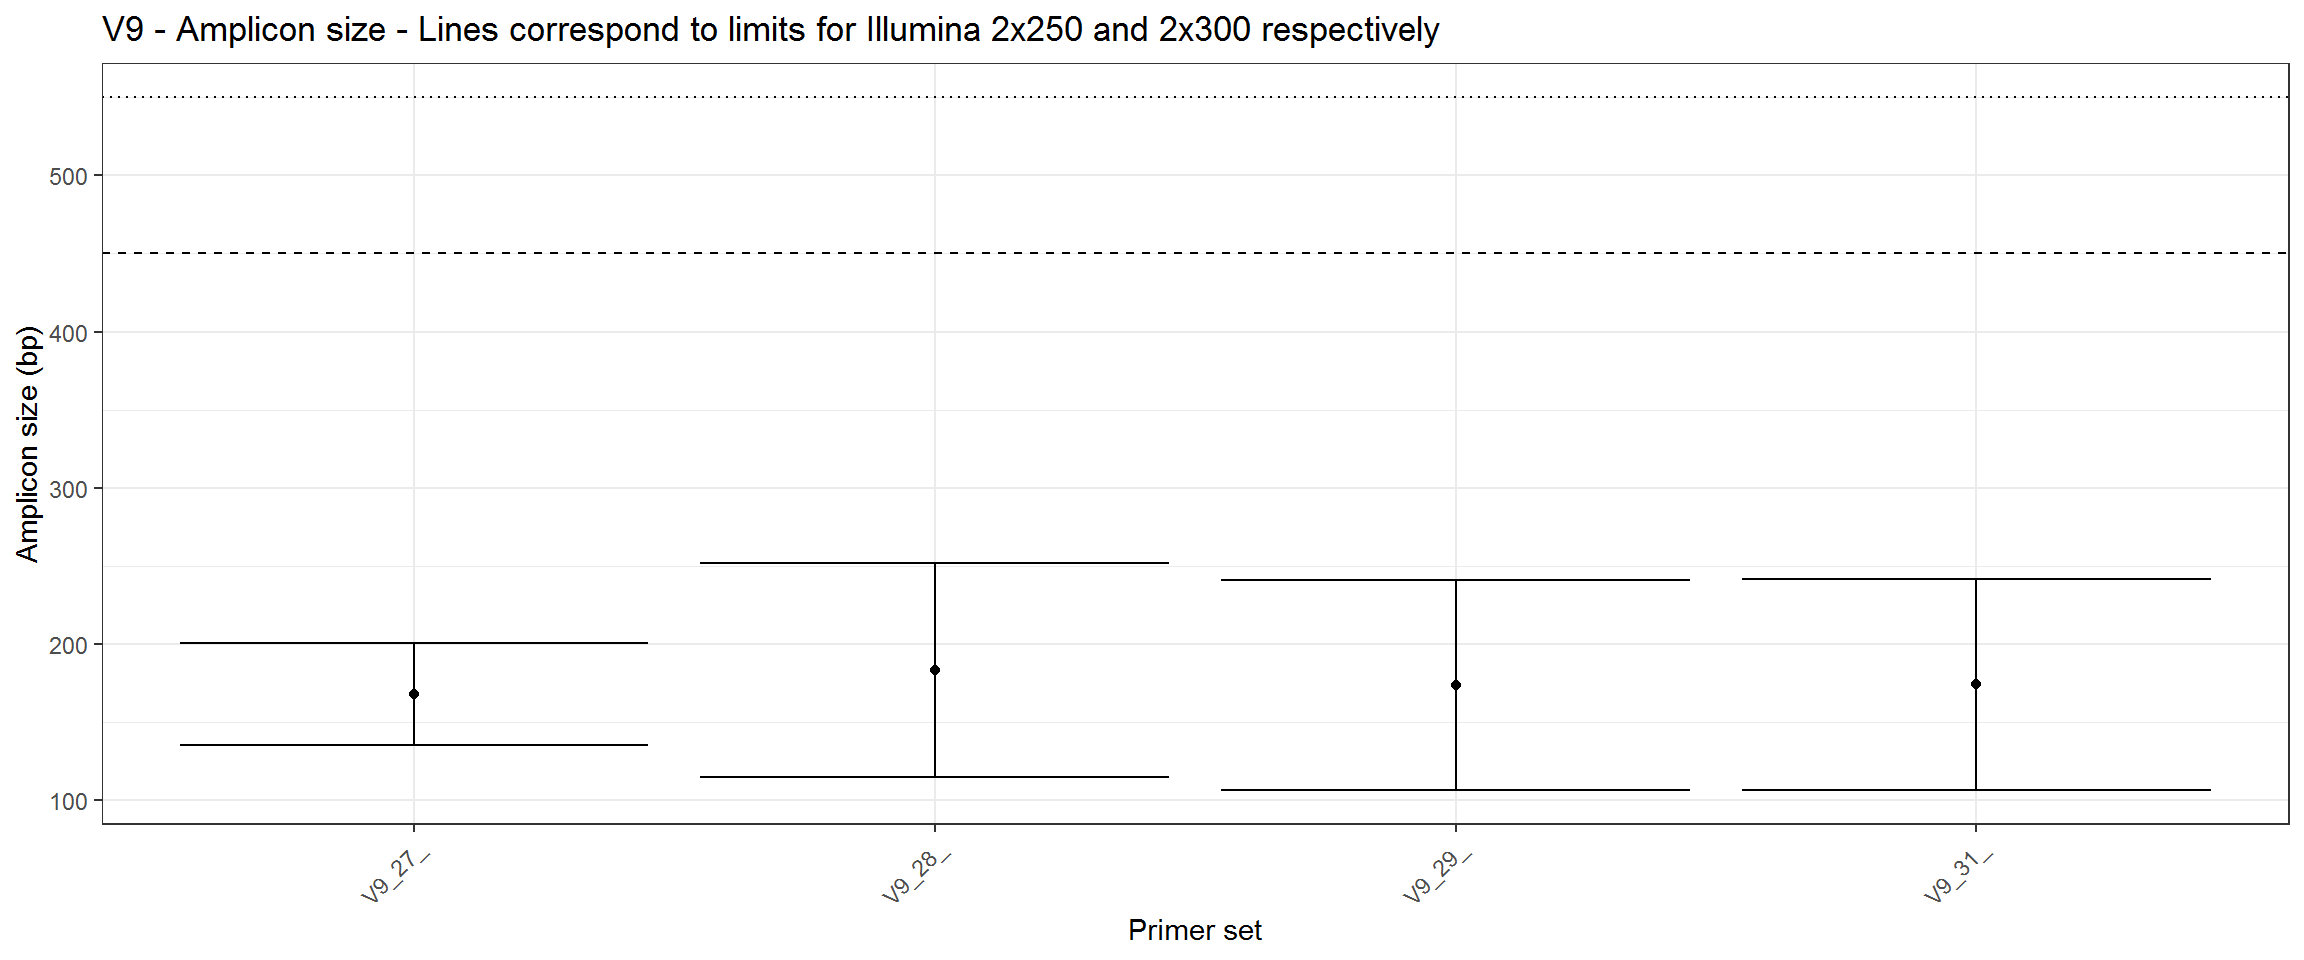 V9 - Amplicon size - Lines correspond to limits for Illumina 2x250 and 2x300 respectively
Amplicon size (bp)
500
400
300
200
100
V9_27_
V9_28_
V9_29_
V9_31_
Primer set